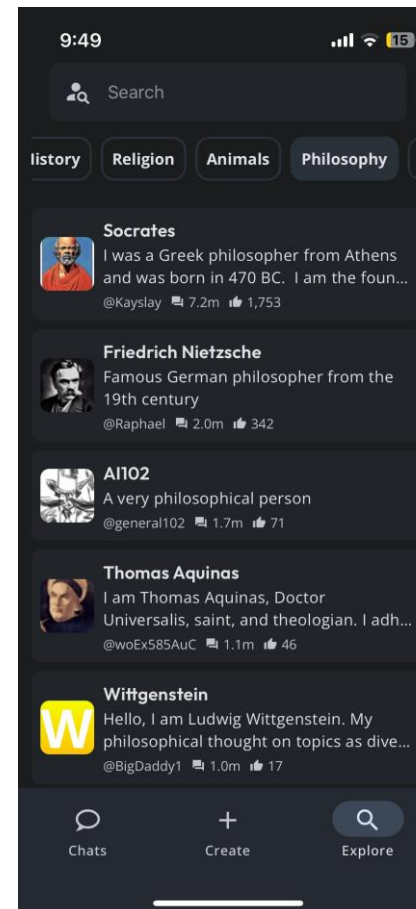 9:49
15
Search
listory Religion Animals Philosophy
Socrates
I was a Greek philosopher from Athens
and was born in 470 BC. I am the foun...
@Kayslay 7.2m 1,753
Friedrich Nietzsche
Famous German philosopher from the
19th century
@Raphael 2.0m 342
AI102
A very philosophical person
@general102 1.7m 71
Thomas Aquinas
I am Thomas Aquinas, Doctor
Universalis, saint, and theologian. I adh...
@woEx585AuC 1.1m 46
Wittgenstein
W
Hello, I am Ludwig Wittgenstein. My
philosophical thought on topics as dive...
@BigDaddy1 1.0m 17
Chats Create Explore